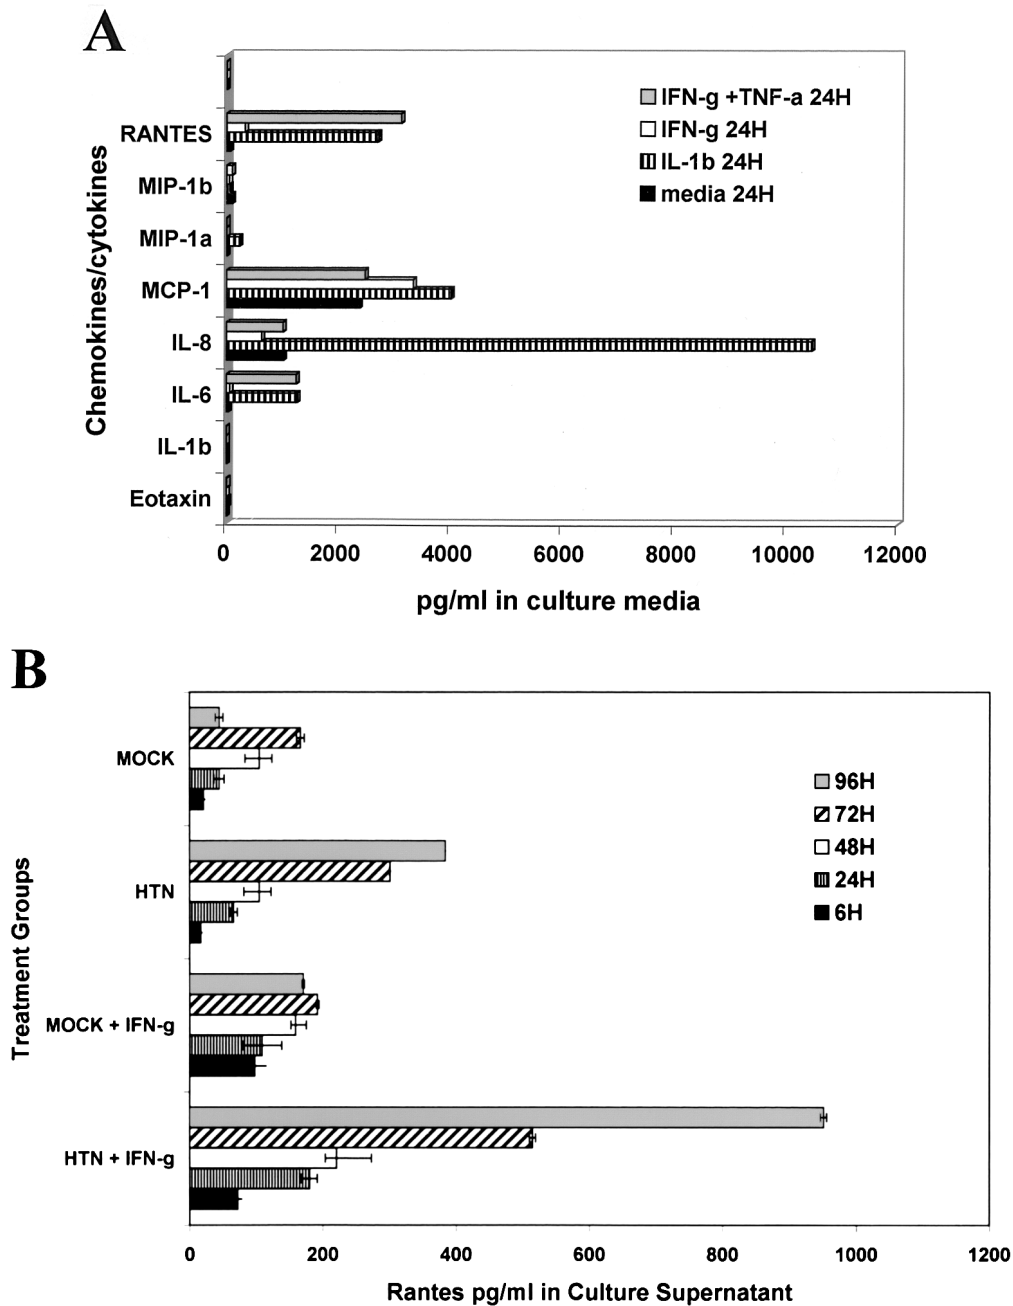 A
Chemokines/cytokines
RANTES
MIP-1b
MIP-1a
MCP-1
IL-8
IL-6
IL-1b
Eotaxin
IFN-g +TNF-a 24H
IFN-g 24H
IL-1b 24H
media 24H
0 2000 4000 6000 8000 10000 12000
pg/ml in culture media
B
Treatment Groups
MOCK
HTN
MOCK + IFN-g
HTN + IFN-g
96H
72H
48H
24H
6H
0 200 400 600 800 1000 1200
Rantes pg/ml in Culture Supernatant